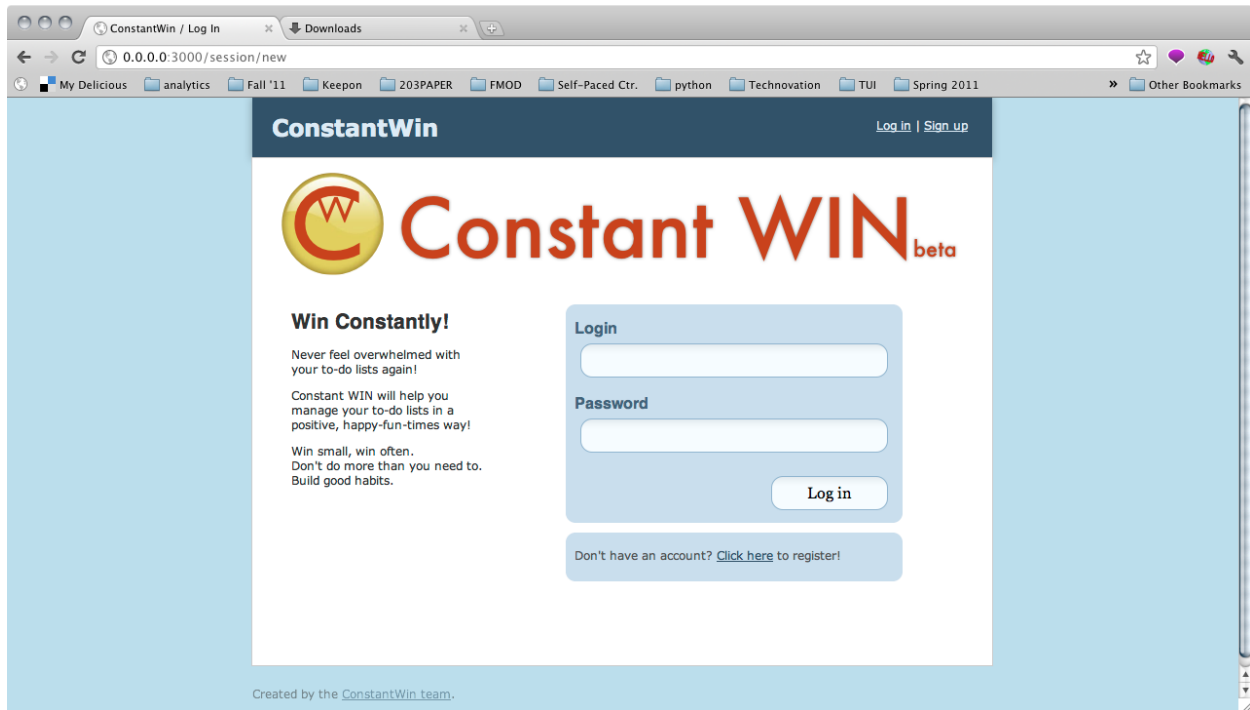 ConstantWin / Log In
Downloads
0.0.0.0:3000/session/new
My Delicious analytics Fall '11 Keepon 203PAPER FMOD Self-Paced Ctr. python Technovation TUI Spring 2011 » Other Bookmarks
ConstantWin
Log in | Sign up
CW Constant WIN beta
Win Constantly!
Never feel overwhelmed with
your to-do lists again!
Constant WIN will help you
manage your to-do lists in a
positive, happy-fun-times way!
Win small, win often.
Don't do more than you need to.
Build good habits.
Login
Password
Log in
Don't have an account? Click here to register!
Created by the ConstantWin team.